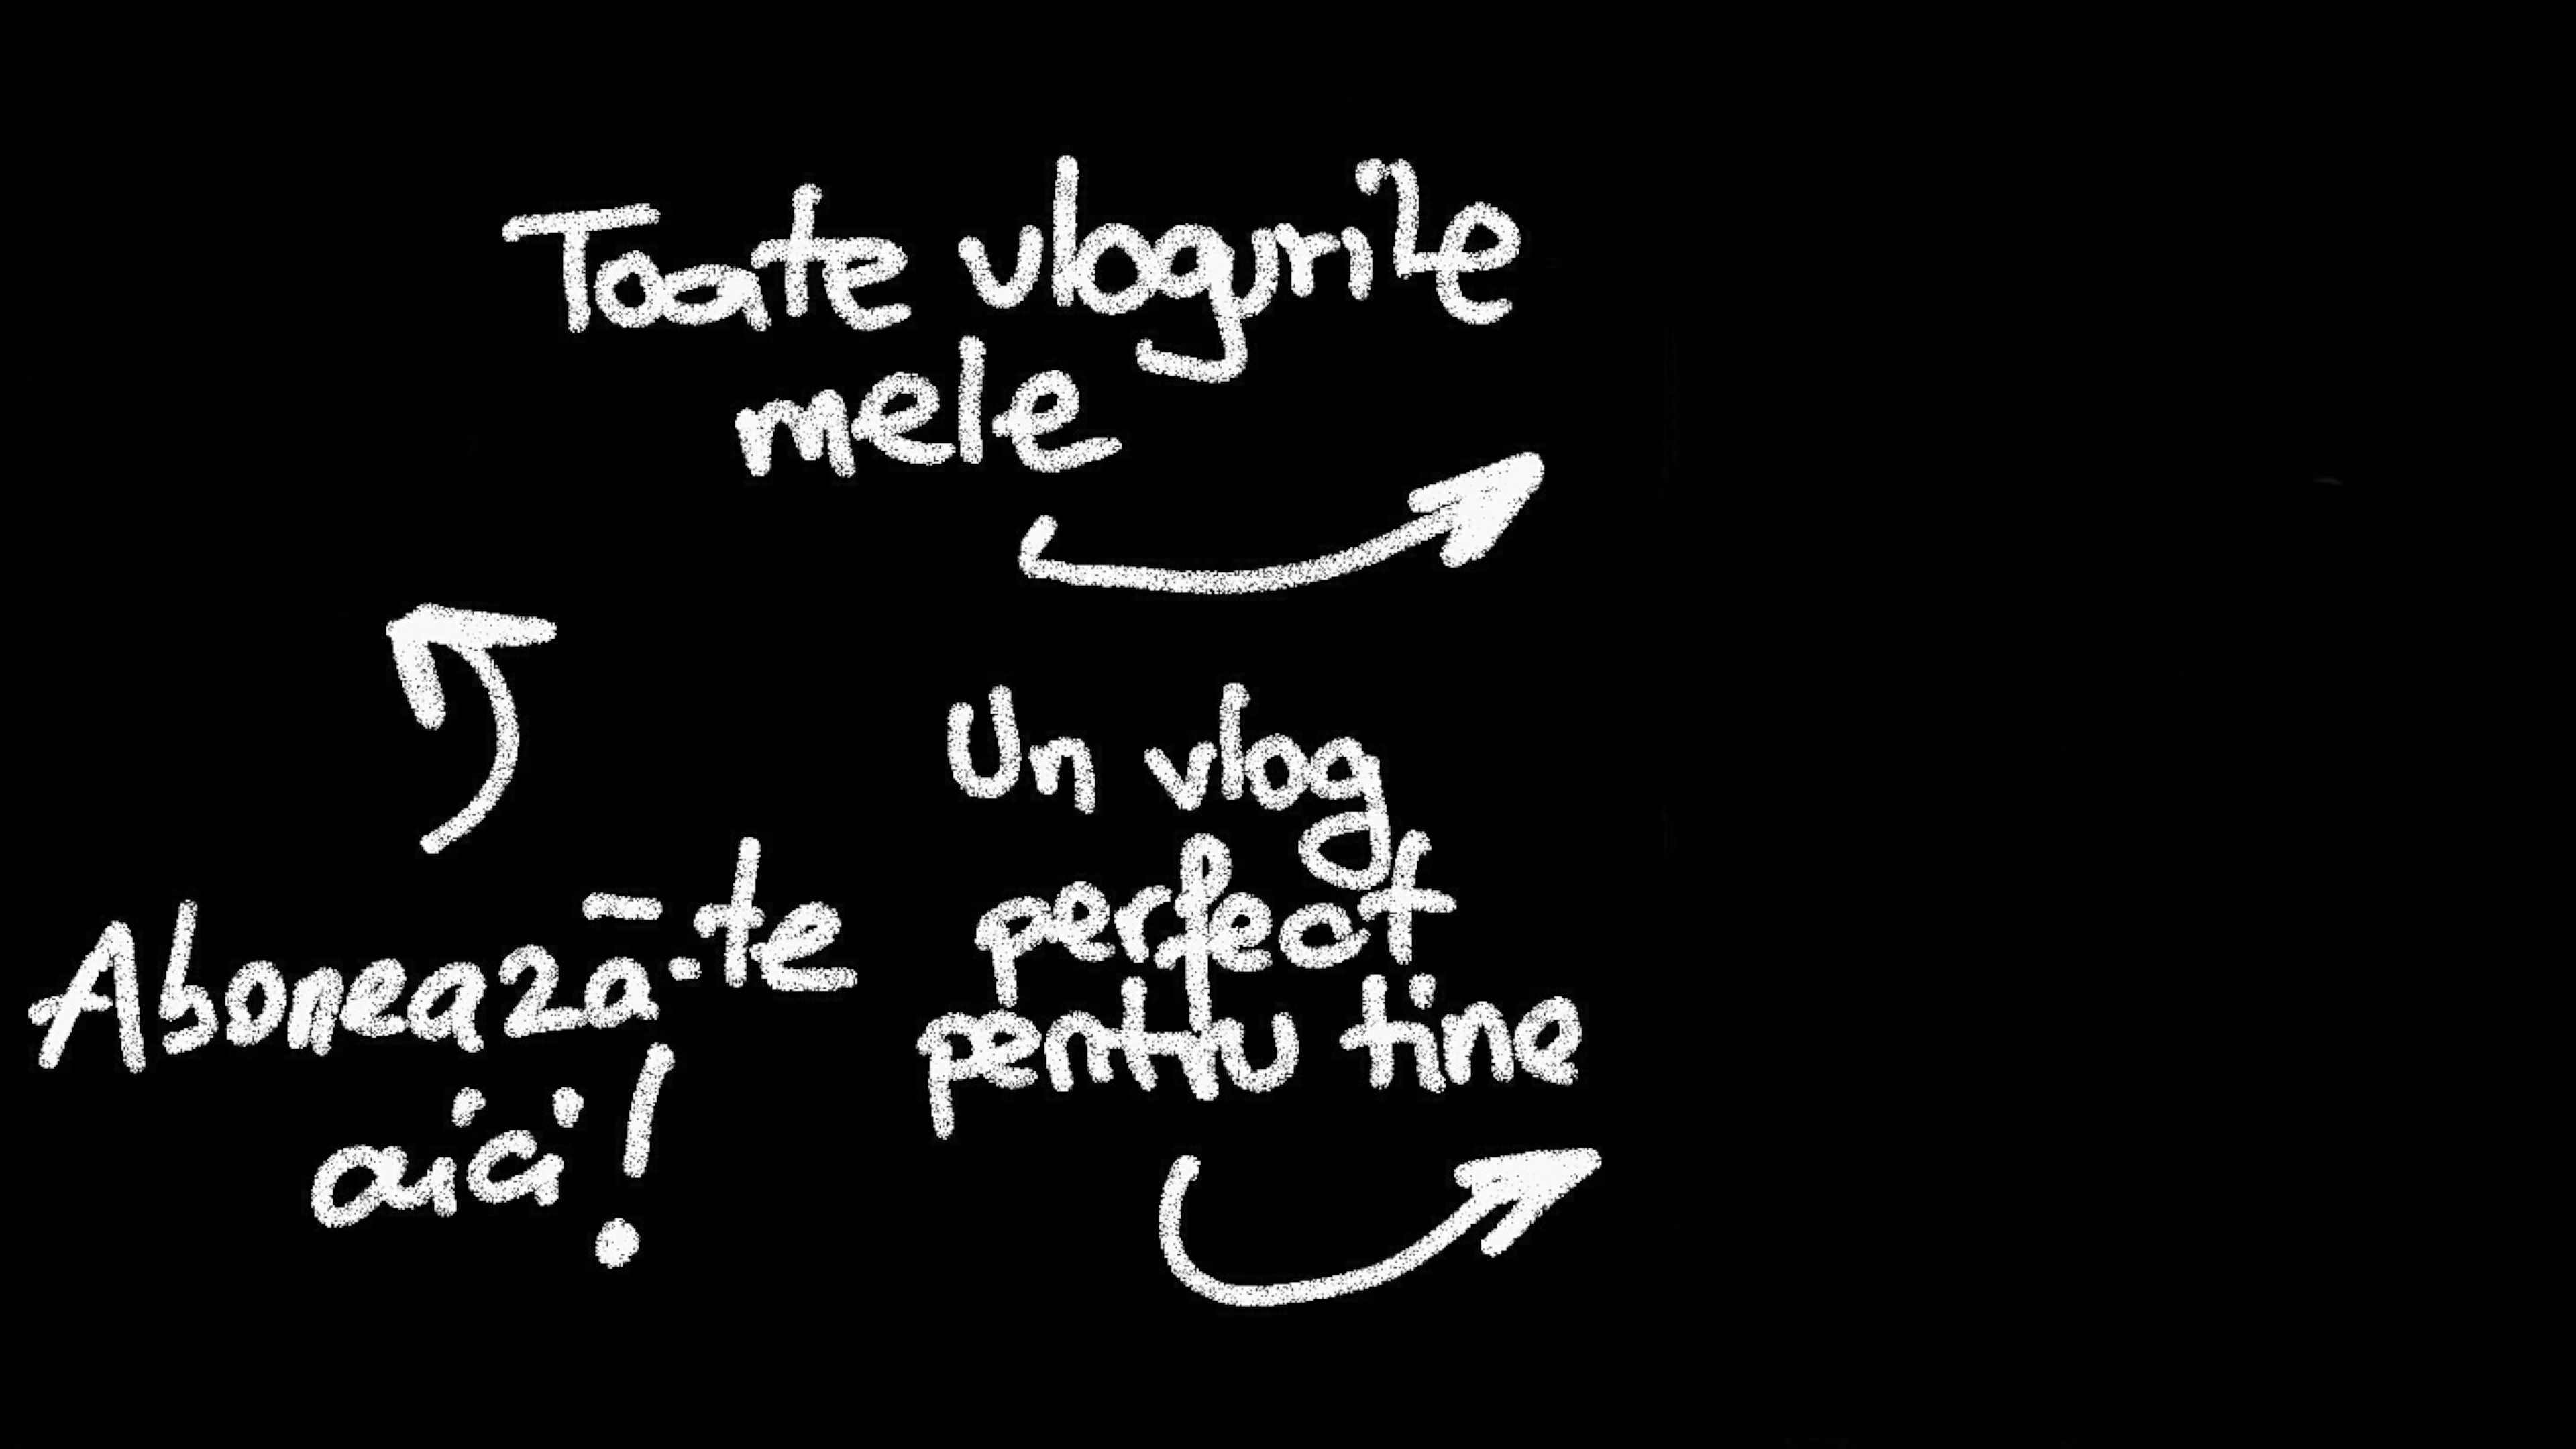 Toate vlogurile
mele
Un vlog
perfect
pentru tine
Abonează-te
aici!